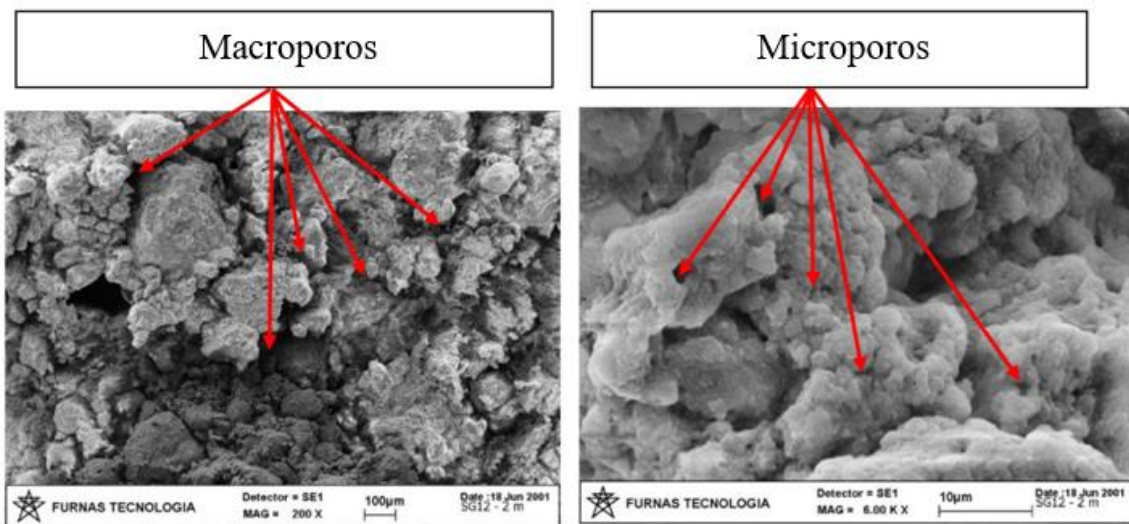 Macroporos
Microporos
FURNAS TECNOLOGIA
Detector = SE1
MAG = 200 X
100µm
Date :18 Jun 2001
SG12 - 2 m
FURNAS TECNOLOGIA
Detector = SE1
MAG = 6.00 K X
10µm
Date :18 Jun 2001
SG12 - 2 m